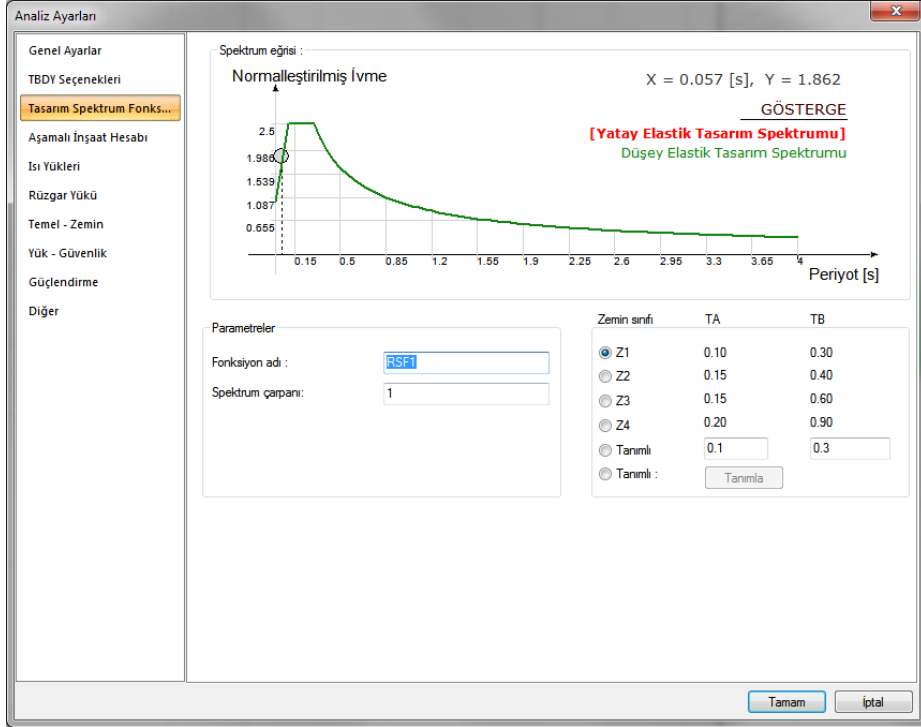 Analiz Ayarları
x
Genel Ayarlar
TBDY Seçenekleri
Tasarım Spektrum Fonks...
Aşamalı İnşaat Hesabı
Isı Yükleri
Rüzgar Yükü
Temel - Zemin
Yük - Güvenlik
Güçlendirme
Diğer
Spektrum eğrisi :
Normalleştirilmiş İvme
X = 0.057 [s], Y = 1.862
GÖSTERGE
[Yatay Elastik Tasarım Spektrumu]
Düşey Elastik Tasarım Spektrumu
2.5
1.986
1.539
1.087
0.655
0.15 0.5 0.85 1.2 1.55 1.9 2.25 2.6 2.95 3.3 3.65 4
Periyot [s]
Parametreler
Fonksiyon adı : RSF1
Spektrum çarpanı: 1
Zemin sınıfı TA TB
Z1 0.10 0.30
Z2 0.15 0.40
Z3 0.15 0.60
Z4 0.20 0.90
Tanımlı 0.1 0.3
Tanımlı : Tanımla
Tamam İptal